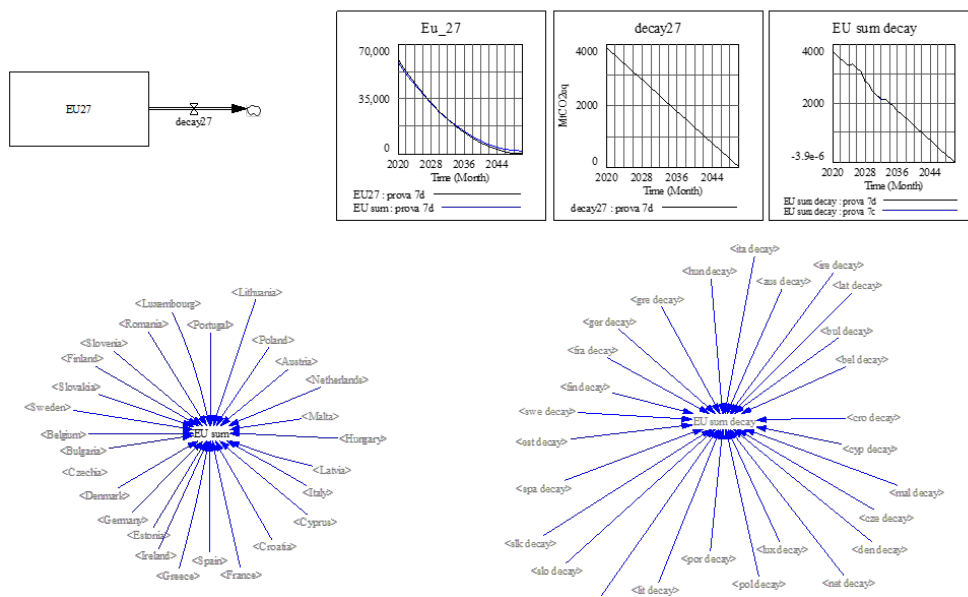 EU27
decay27
Eu_27
70,000
35,000
0
2020 2028 2036 2044
Time (Month)
EU27 : prova 7d
EU sum : prova 7d
decay27
4000
2000
0
MtCO2eq
2020 2028 2036 2044
Time (Month)
decay27 : prova 7d
EU sum decay
4000
2000
-3.9e-6
2020 2028 2036 2044
Time (Month)
EU sum decay : prova 7d
EU sum decay : prova 7c
<Lithuania>
<Luxembourg>
<Romania>
<Portugal>
<Slovenia>
<Poland>
<Finland>
<Austria>
<Slovakia>
<Netherlands>
<Sweden>
<Malta>
<Belgium>
EU sum
<Hungary>
<Bulgaria>
<Czechia>
<Latvia>
<Denmark>
<Italy>
<Germany>
<Cyprus>
<Estonia>
<Ireland>
<Croatia>
<Spain>
<Greece>
<France>
<ita decay>
<hun decay>
<ire decay>
<aus decay>
<lat decay>
<gre decay>
<ger decay>
<bul decay>
<fra decay>
<bel decay>
<fin decay>
<swe decay>
<cro decay>
EU sum decay
<ost decay>
<cyp decay>
<spa decay>
<mal decay>
<cze decay>
<slk decay>
<den decay>
<lux decay>
<por decay>
<slo decay>
<net decay>
<pol decay>
<lit decay>